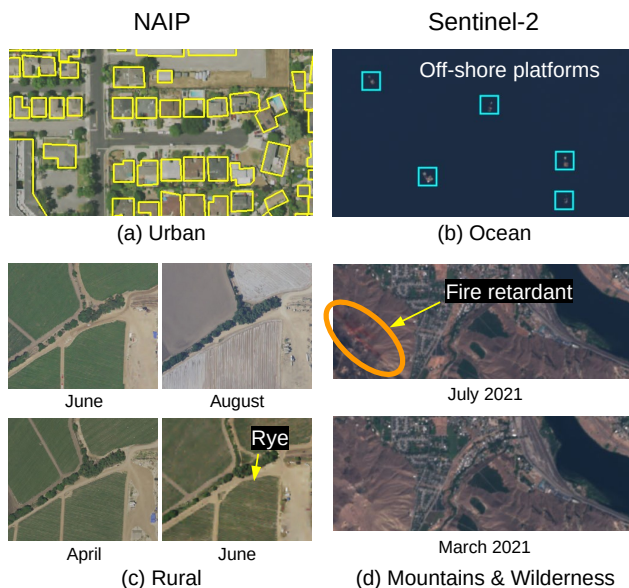 NAIP
Sentinel-2
Off-shore platforms
(a) Urban
(b) Ocean
Fire retardant
June
August
July 2021
Rye
April
June
March 2021
(c) Rural
(d) Mountains & Wilderness